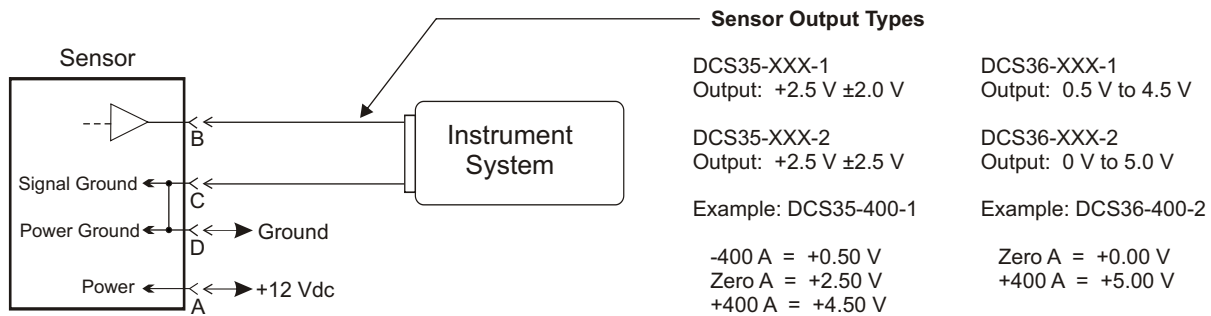 Sensor
B
Signal Ground
C
Power Ground
D
Ground
Power
A
+12 Vdc
Instrument
System
Sensor Output Types
DCS35-XXX-1
Output: +2.5 V ±2.0 V
DCS35-XXX-2
Output: +2.5 V ±2.5 V
Example: DCS35-400-1
-400 A = +0.50 V
Zero A = +2.50 V
+400 A = +4.50 V
DCS36-XXX-1
Output: 0.5 V to 4.5 V
DCS36-XXX-2
Output: 0 V to 5.0 V
Example: DCS36-400-2
Zero A = +0.00 V
+400 A = +5.00 V